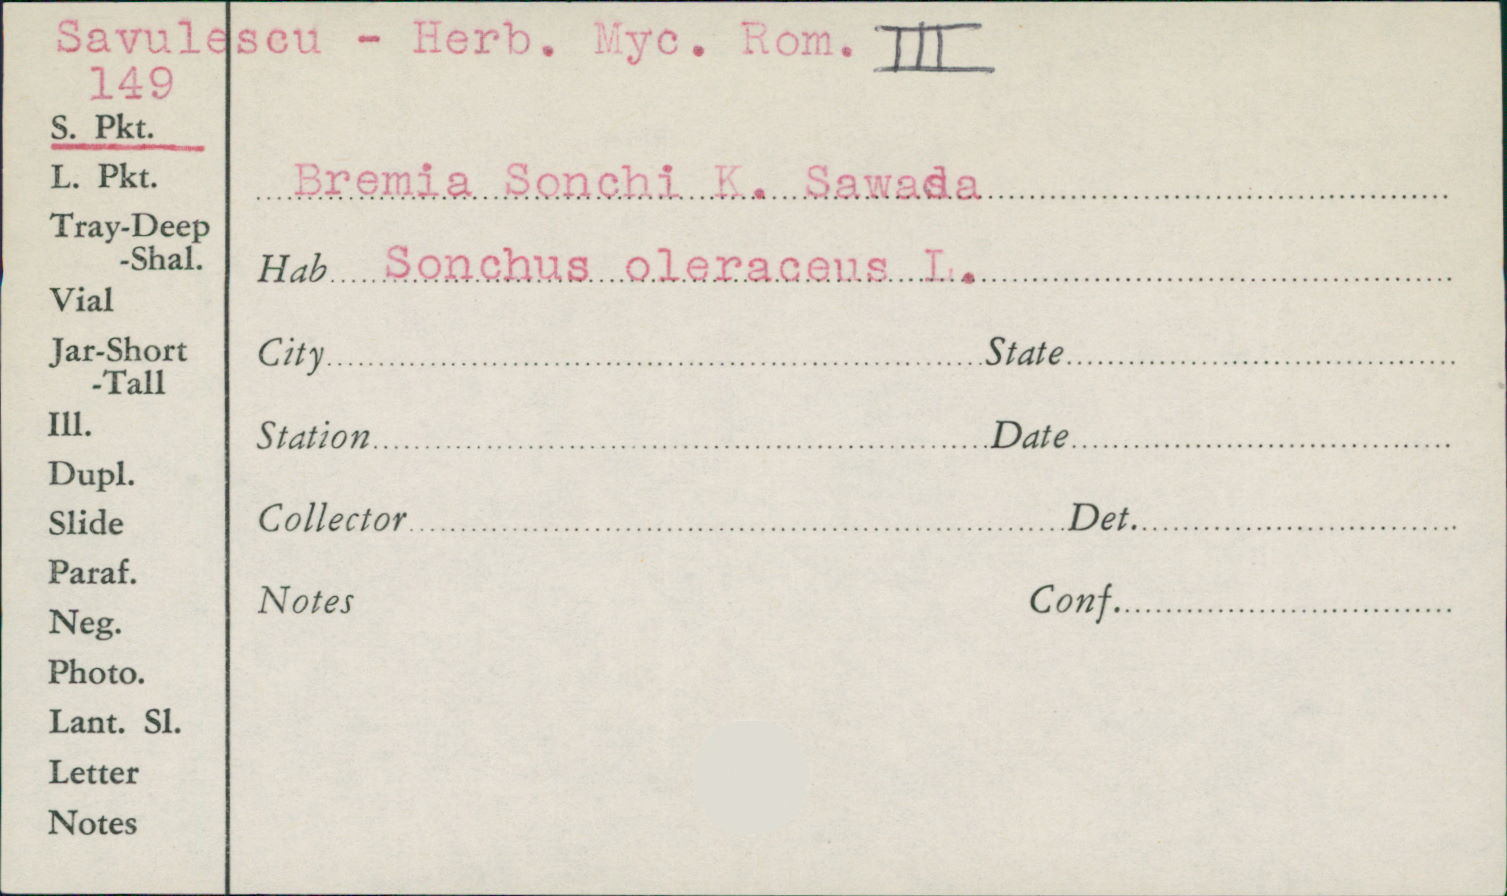 Savulescu - Herb. Myc. Rom. III
149
S. Pkt.
L. Pkt.
Bremia Sonchi K. Sawada
Tray-Deep
-Shal.
Hab Sonchus oleraceus L.
Vial
Jar-Short
-Tall
City State
Ill.
Station Date
Dupl.
Slide
Collector Det.
Paraf.
Neg.
Notes Conf.
Photo.
Lant. Sl.
Letter
Notes